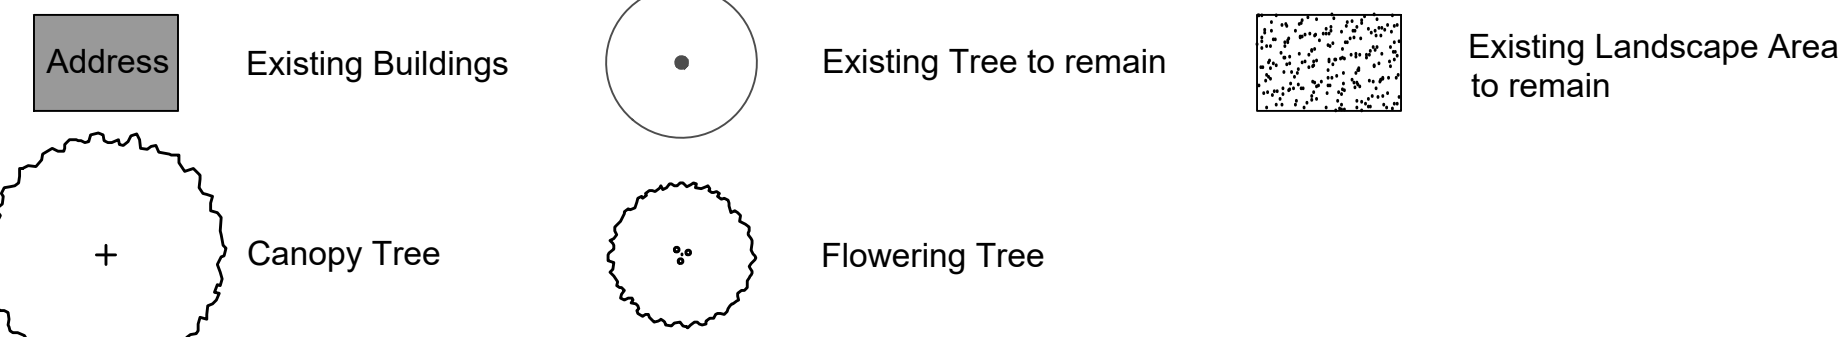 Address
Existing Buildings
Existing Tree to remain
Existing Landscape Area
to remain
Canopy Tree
Flowering Tree